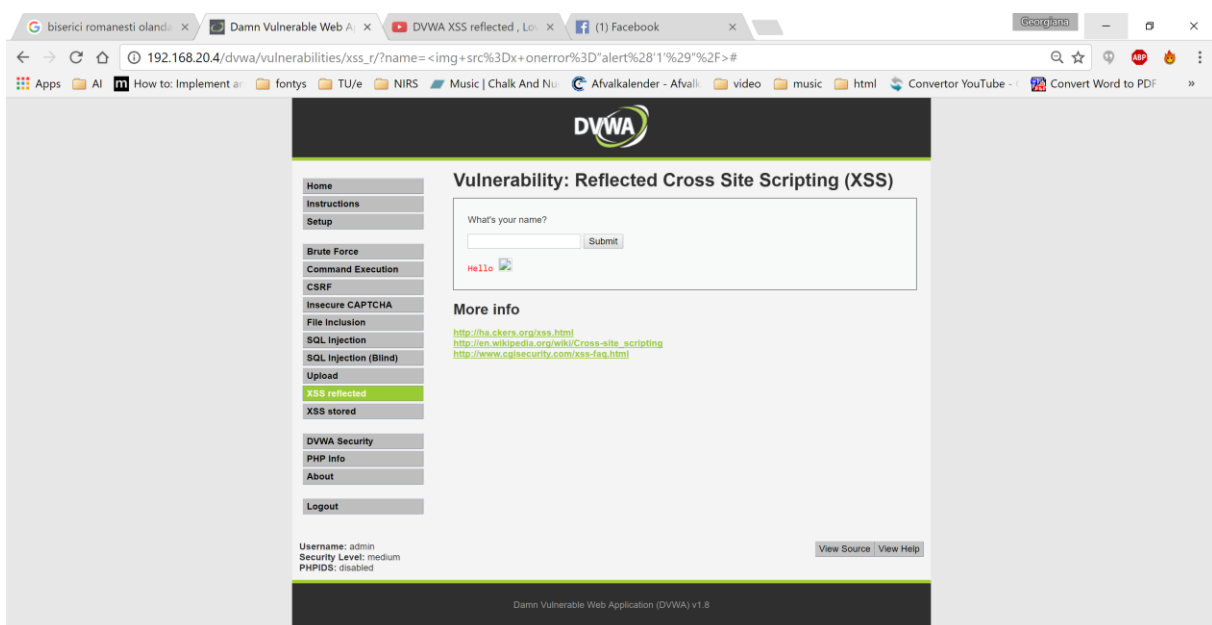 biserici romanesti olanda
Damn Vulnerable Web Ap
DVWA XSS reflected , Lo
(1) Facebook
Georgiana
192.168.20.4/dvwa/vulnerabilities/xss_r/?name=<img+src%3Dx+onerror%3D"alert%28'1'%29"%2F>#
ABP
Apps
AI
How to: Implement ar
fontys
TU/e
NIRS
Music | Chalk And Nu
Afvalkalender - Afvalk
video
music
html
Convertor YouTube -
Convert Word to PDF
»
DVWA
Home
Instructions
Setup
Brute Force
Command Execution
CSRF
Insecure CAPTCHA
File Inclusion
SQL Injection
SQL Injection (Blind)
Upload
XSS reflected
XSS stored
DVWA Security
PHP Info
About
Logout
Vulnerability: Reflected Cross Site Scripting (XSS)
What's your name?
Submit
Hello
More info
http://ha.ckers.org/xss.html
http://en.wikipedia.org/wiki/Cross-site_scripting
http://www.cgisecurity.com/xss-faq.html
Username: admin
Security Level: medium
PHPIDS: disabled
View Source
View Help
Damn Vulnerable Web Application (DVWA) v1.8